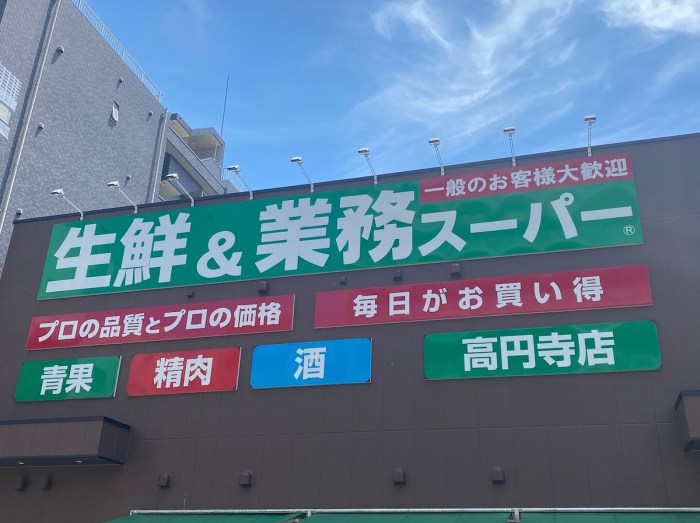 一般のお客様大歓迎
生鮮&業務スーパー®
プロの品質とプロの価格
毎日がお買い得
青果
精肉
酒
高円寺店